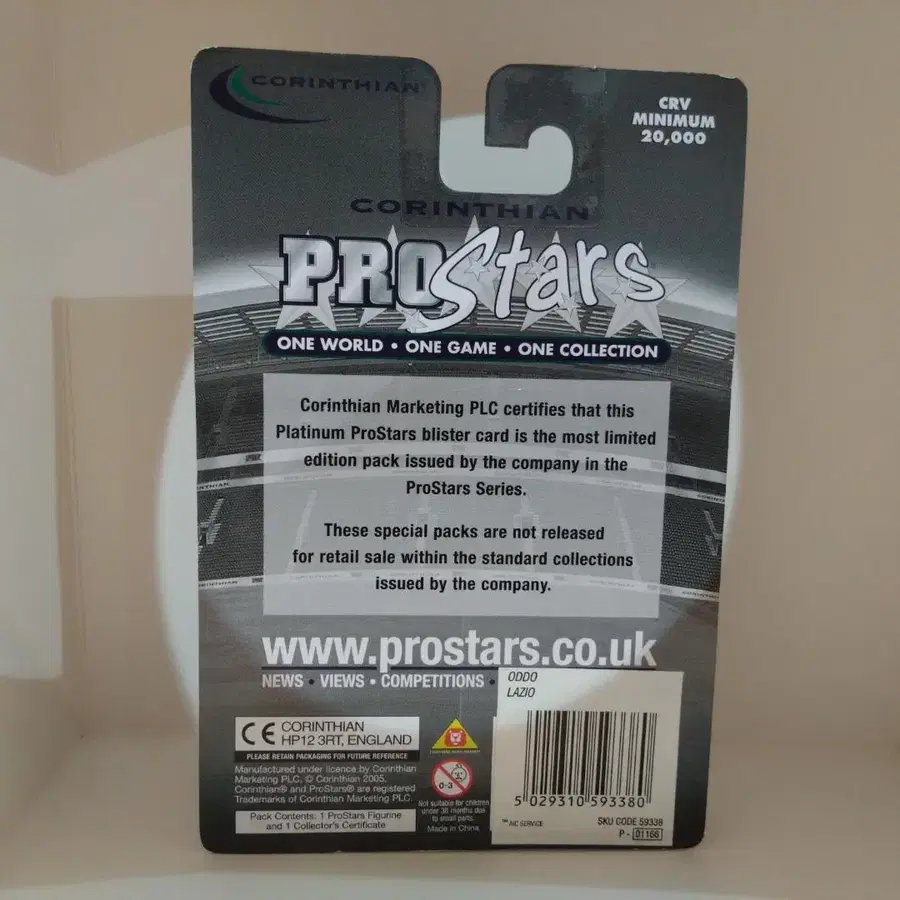 CORINTHIAN
CRV
MINIMUM
20,000
CORINTHIAN
PROStars
ONE WORLD • ONE GAME • ONE COLLECTION
Corinthian Marketing PLC certifies that this
Platinum ProStars blister card is the most limited
edition pack issued by the company in the
ProStars Series.
These special packs are not released
for retail sale within the standard collections
issued by the company.
www.prostars.co.uk
NEWS • VIEWS • COMPETITIONS •
ODDO
LAZIO
CE CORINTHIAN
HP12 3RT, ENGLAND
PLEASE RETAIN PACKAGING FOR FUTURE REFERENCE
Manufactured under licence by Corinthian
Marketing PLC. © Corinthian 2005.
Corinthian® and ProStars® are registered
Trademarks of Corinthian Marketing PLC.
Pack Contents: 1 ProStars Figurine
and 1 Collector's Certificate
0-3
Not suitable for children
under 36 months due
to small parts.
Made in China
5 029310 593380
AIC SERVICE
SKU CODE 59338
P - 01166